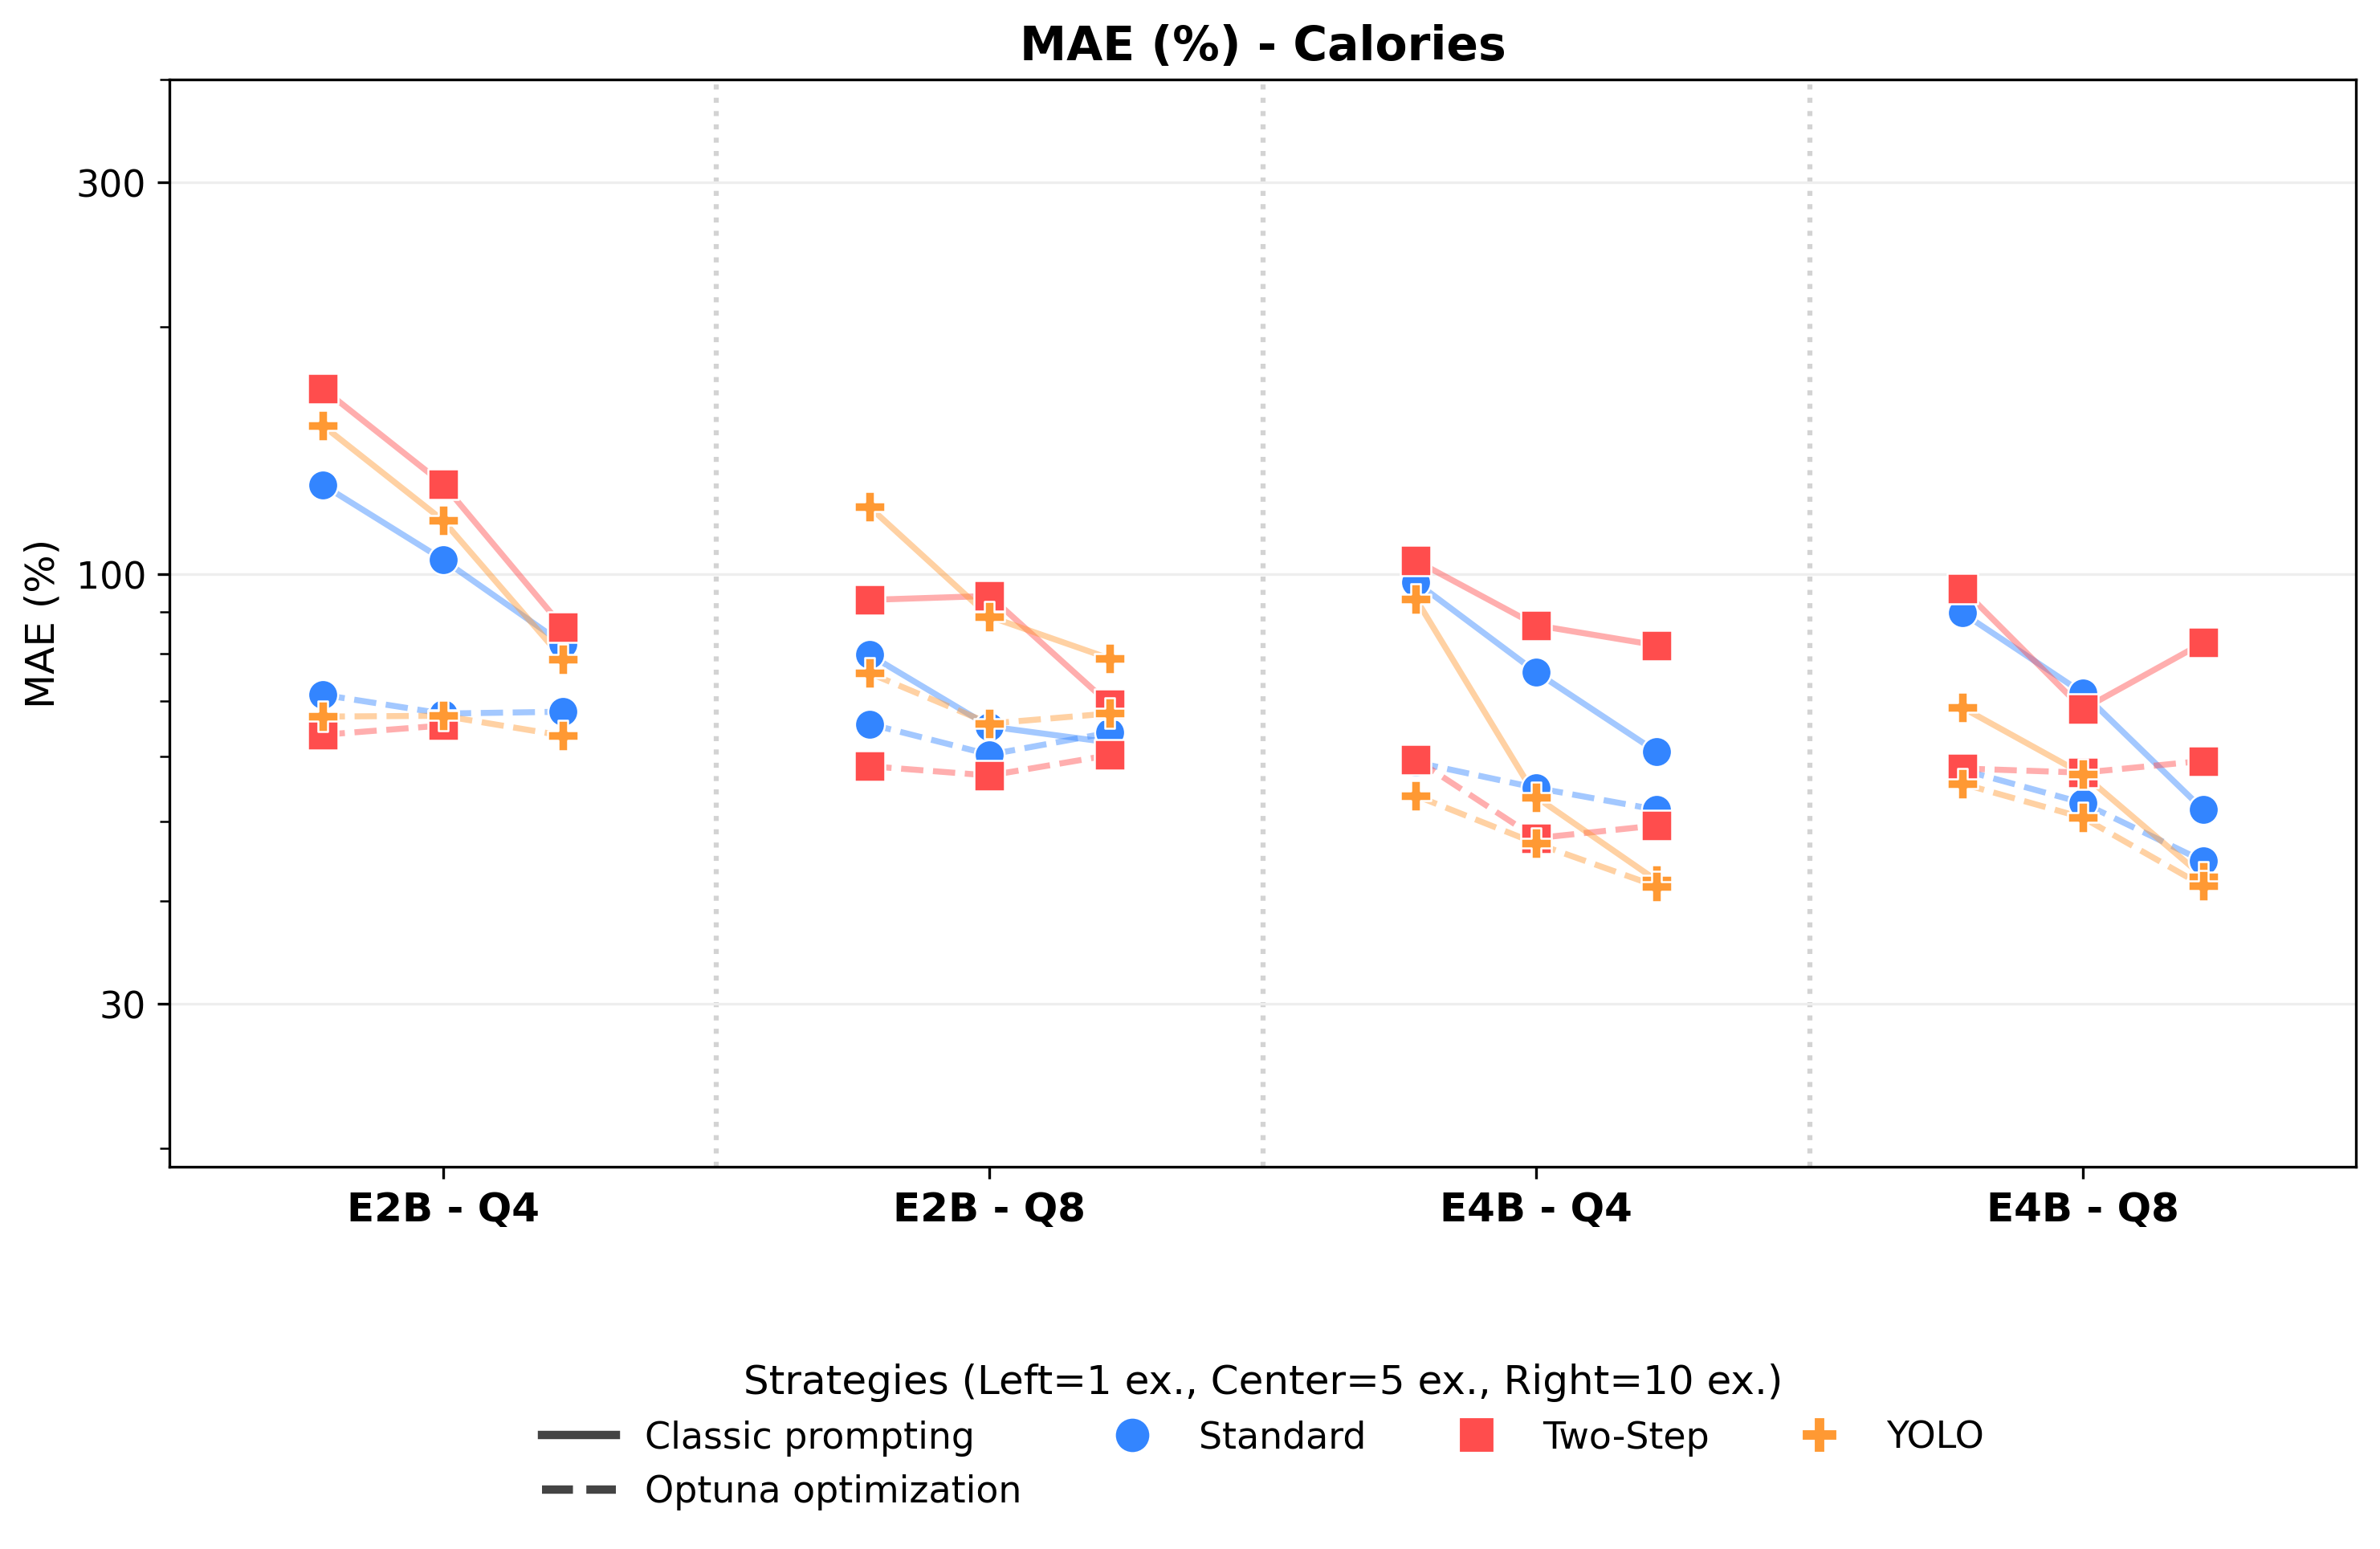 MAE (%) - Calories
MAE (%)
300
100
30
E2B - Q4
E2B - Q8
E4B - Q4
E4B - Q8
Strategies (Left=1 ex., Center=5 ex., Right=10 ex.)
Classic prompting
Standard
Two-Step
YOLO
Optuna optimization